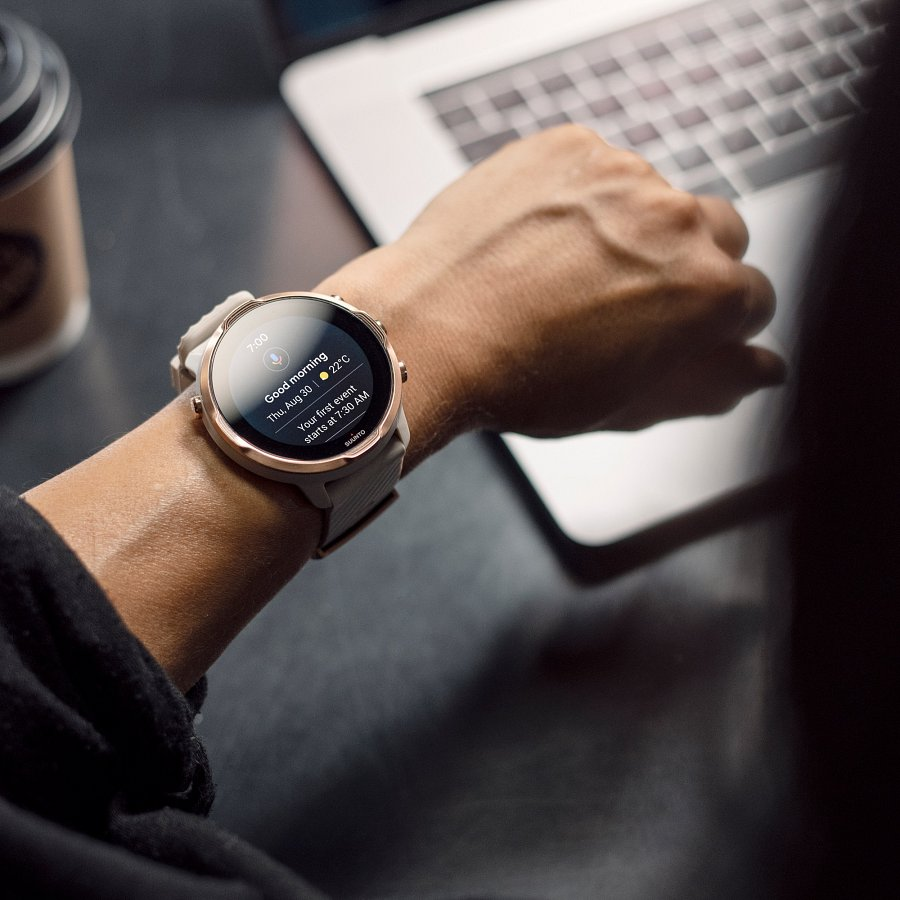 7:00
Good morning
Thu, Aug 30 | 22°C
Your first event
starts at 7:30 AM
SUUNTO